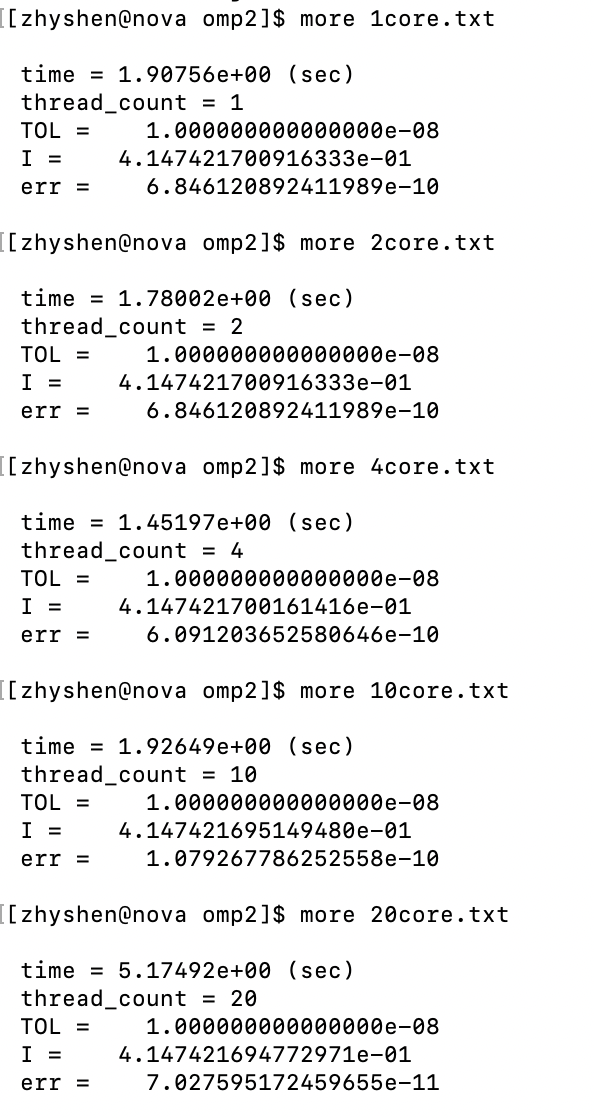 [[zhyshen@nova omp2]$ more 1core.txt
time = 1.90756e+00 (sec)
thread_count = 1
TOL = 1.000000000000000e-08
I = 4.147421700916333e-01
err = 6.846120892411989e-10
[[zhyshen@nova omp2]$ more 2core.txt
time = 1.78002e+00 (sec)
thread_count = 2
TOL = 1.000000000000000e-08
I = 4.147421700916333e-01
err = 6.846120892411989e-10
[[zhyshen@nova omp2]$ more 4core.txt
time = 1.45197e+00 (sec)
thread_count = 4
TOL = 1.000000000000000e-08
I = 4.147421700161416e-01
err = 6.091203652580646e-10
[[zhyshen@nova omp2]$ more 10core.txt
time = 1.92649e+00 (sec)
thread_count = 10
TOL = 1.000000000000000e-08
I = 4.147421695149480e-01
err = 1.079267786252558e-10
[[zhyshen@nova omp2]$ more 20core.txt
time = 5.17492e+00 (sec)
thread_count = 20
TOL = 1.000000000000000e-08
I = 4.147421694772971e-01
err = 7.027595172459655e-11